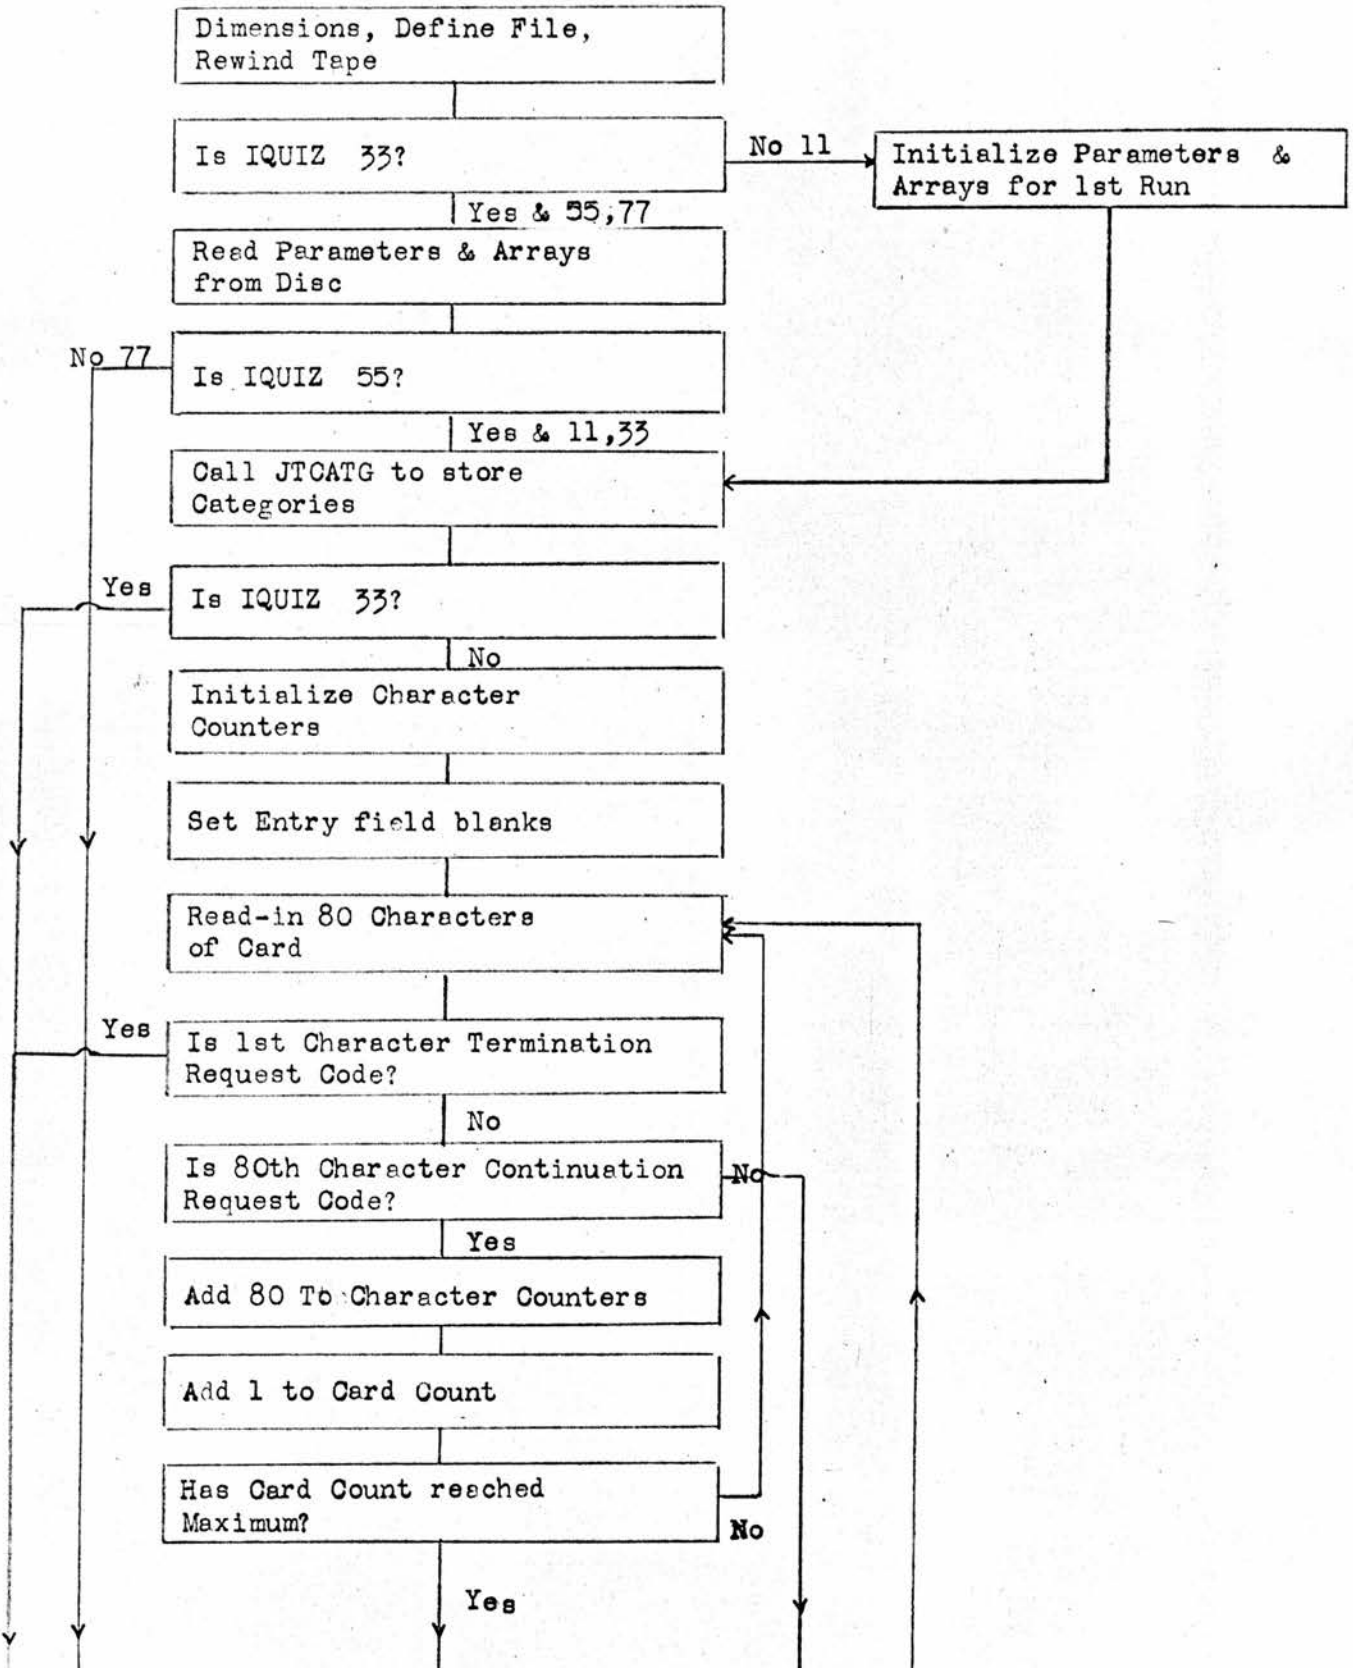 Dimensions, Define File,
Rewind Tape
Is IQUIZ 33?
No 11
Initialize Parameters &
Arrays for 1st Run
Yes & 55,77
Read Parameters & Arrays
from Disc
No 77
Is IQUIZ 55?
Yes & 11,33
Call JTCATG to store
Categories
Yes
Is IQUIZ 33?
No
Initialize Character
Counters
Set Entry field blanks
Read-in 80 Characters
of Card
Yes
Is 1st Character Termination
Request Code?
No
Is 80th Character Continuation
Request Code?
No
Yes
Add 80 To Character Counters
Add 1 to Card Count
Has Card Count reached
Maximum?
No
Yes